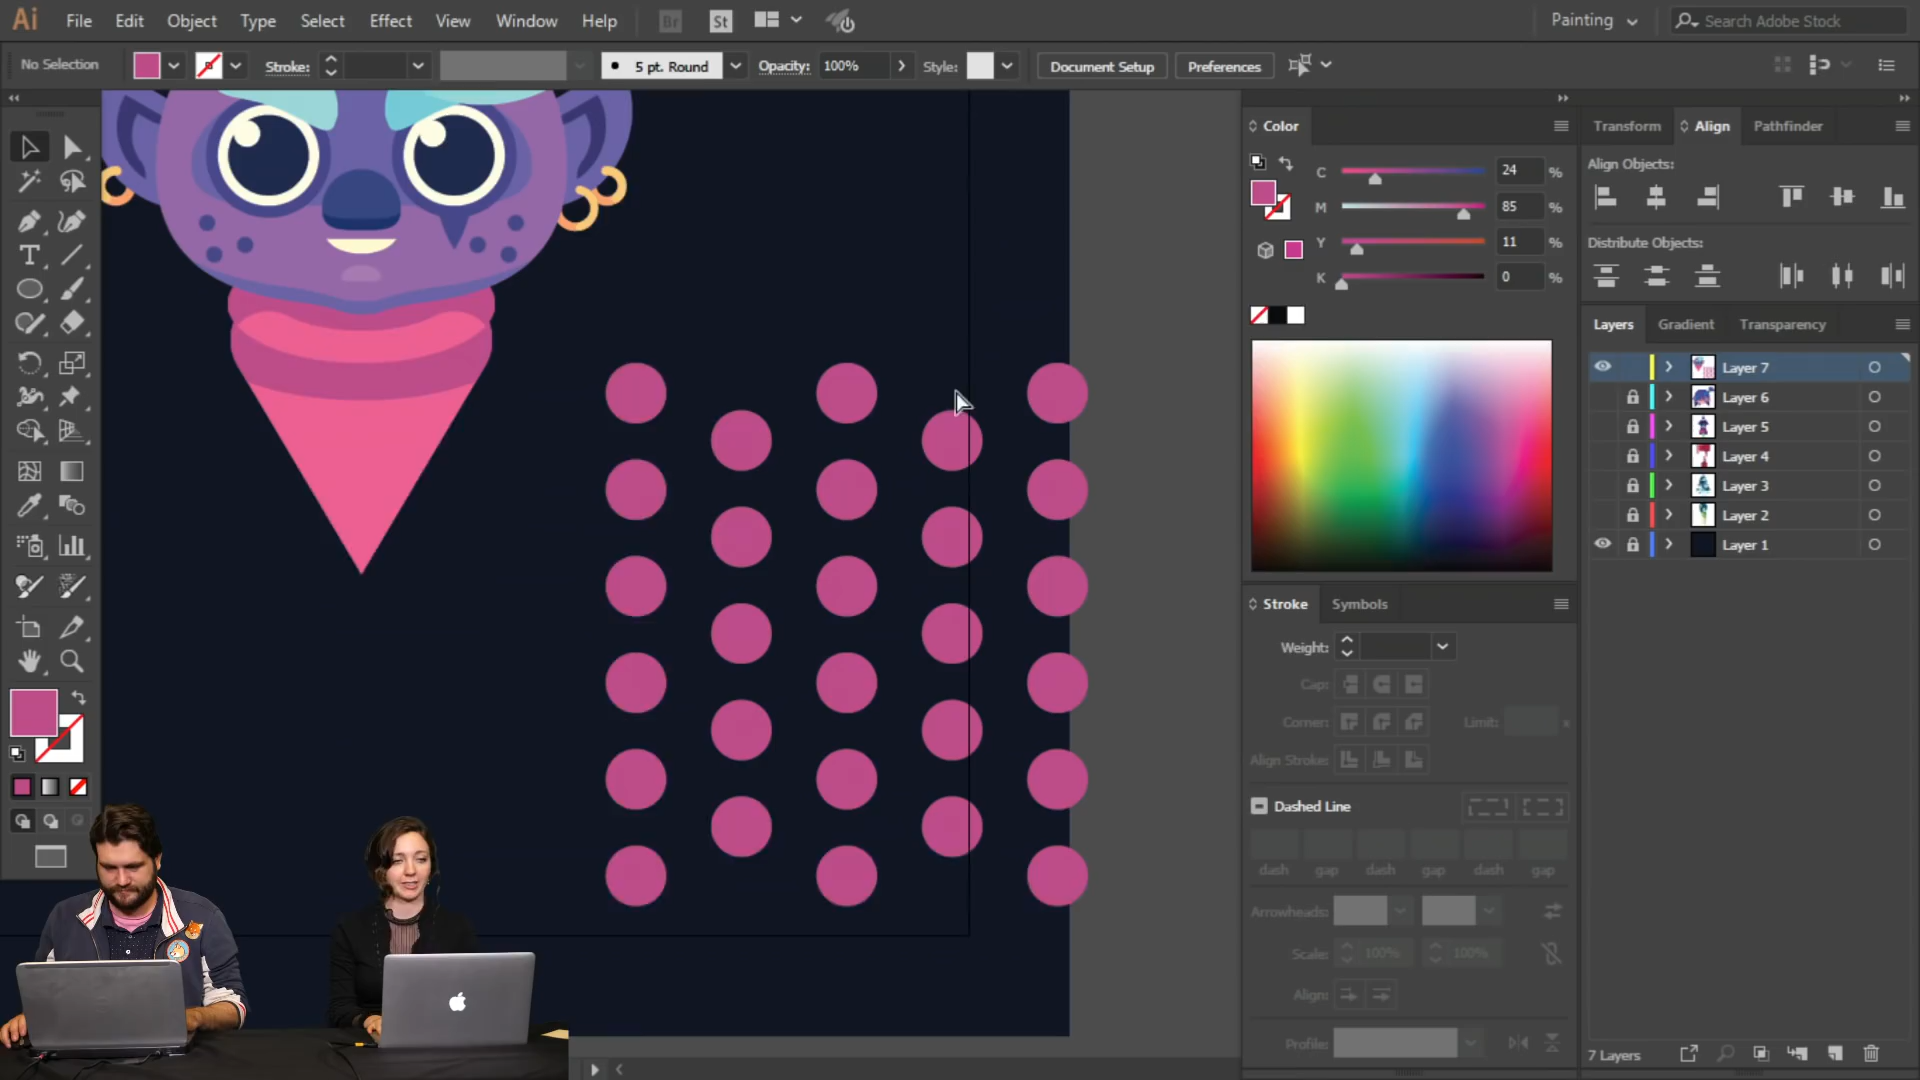 Ai File Edit Object Type Select Effect View Window Help Br St Painting Search Adobe Stock
No Selection Stroke: 5 pt. Round Opacity: 100% Style: Document Setup Preferences
Color
C 24 %
M 85 %
Y 11 %
K 0 %
Stroke Symbols
Weight:
Cap:
Corner: Limit: x
Align Stroke:
Dashed Line
dash gap dash gap dash gap
Arrowheads:
Scale: 100% 100%
Align:
Profile:
Transform Align Pathfinder
Align Objects:
Distribute Objects:
Layers Gradient Transparency
Layer 7
Layer 6
Layer 5
Layer 4
Layer 3
Layer 2
Layer 1
7 Layers